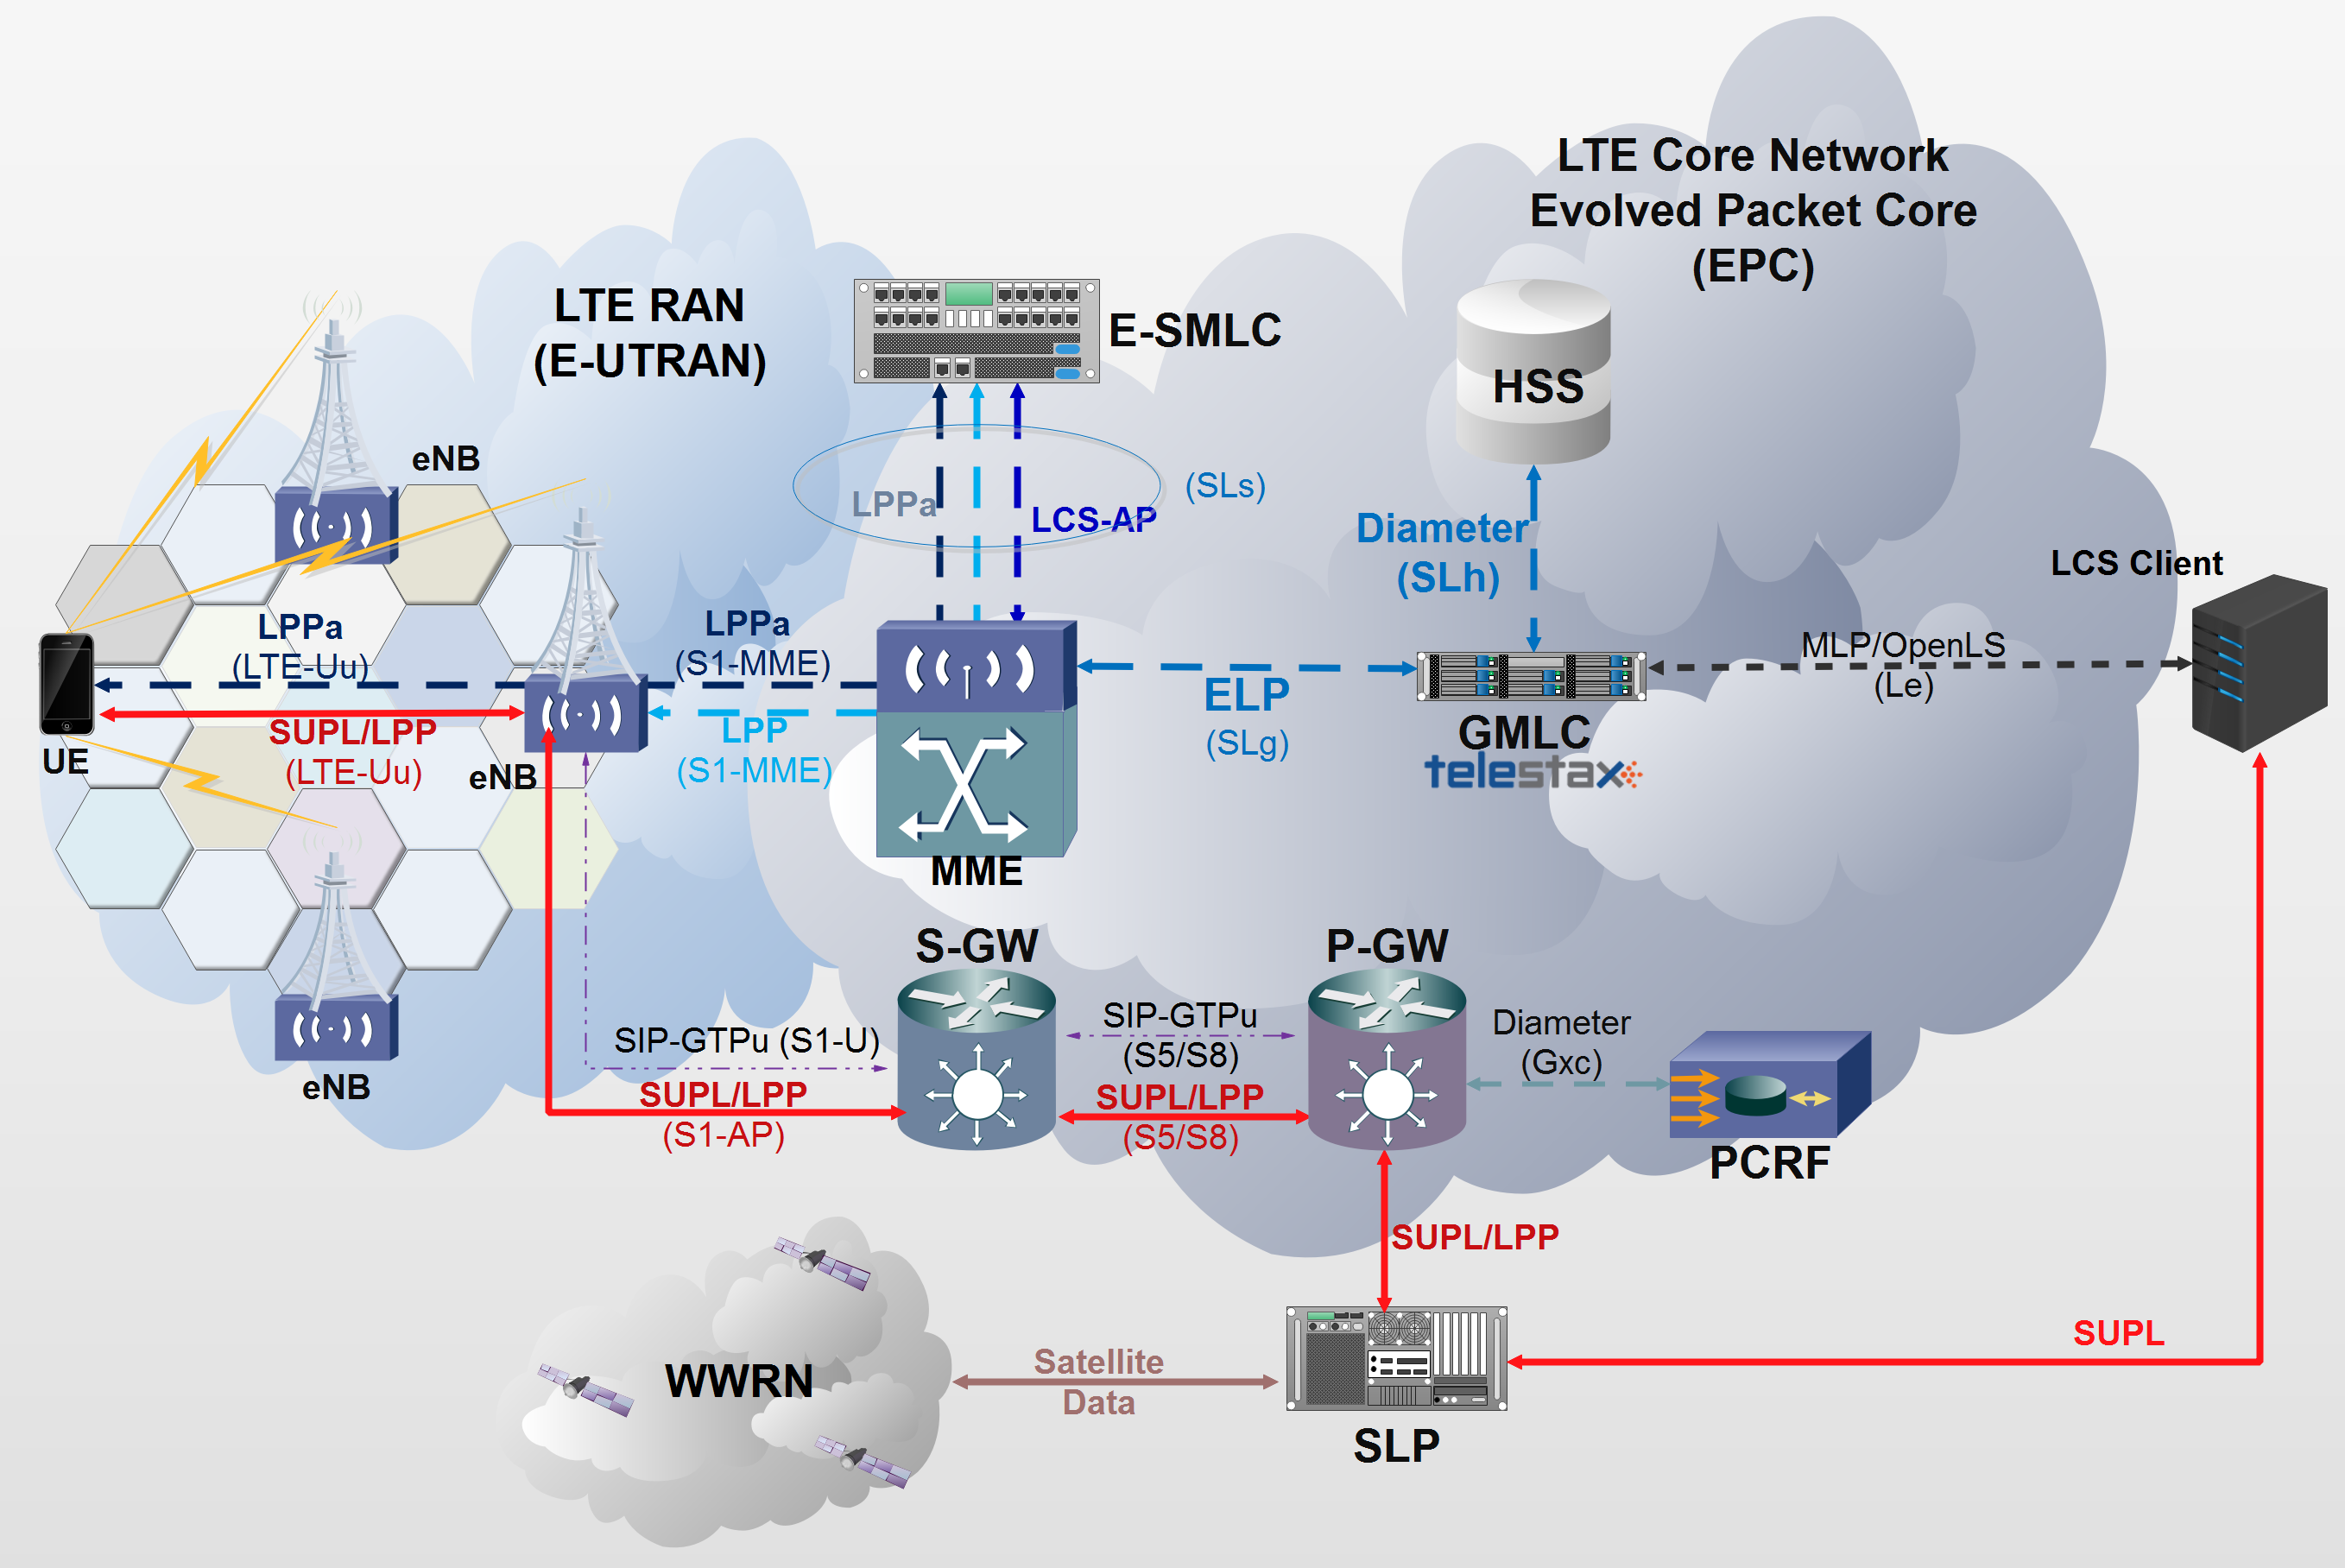 LTE Core Network
Evolved Packet Core
(EPC)
LTE RAN
(E-UTRAN)
E-SMLC
HSS
eNB
(SLs)
LPPa
LCS-AP
Diameter
(SLh)
LCS Client
LPPa
(LTE-Uu)
LPPa
(S1-MME)
MLP/OpenLS
(Le)
ELP
(SLg)
GMLC
telestax
SUPL/LPP
(LTE-Uu)
LPP
(S1-MME)
UE
eNB
MME
S-GW
P-GW
SIP-GTPu (S1-U)
SIP-GTPu
(S5/S8)
Diameter
(Gxc)
SUPL/LPP
(S1-AP)
SUPL/LPP
(S5/S8)
eNB
PCRF
SUPL/LPP
SUPL
WWRN
Satellite
Data
SLP